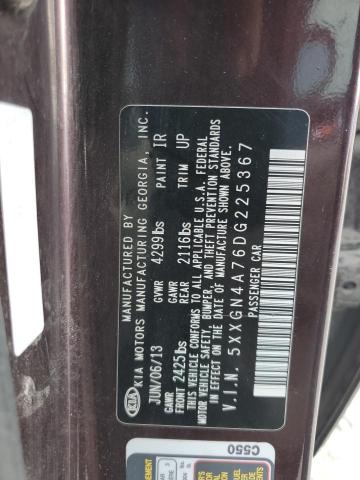 KIA
MANUFACTURED BY
KIA MOTORS MANUFACTURING GEORGIA, INC.
JUN/06/13 GVWR 4299lbs PAINT IR
GAWR FRONT 2425lbs GAWR REAR 2116lbs TRIM UP
THIS VEHICLE CONFORMS TO ALL APPLICABLE U.S.A. FEDERAL
MOTOR VEHICLE SAFETY, BUMPER, AND THEFT PREVENTION STANDARDS
IN EFFECT ON THE DATE OF MANUFACTURE SHOWN ABOVE.
V.I.N. 5XXGN4A76DG225367
PASSENGER CAR
C550